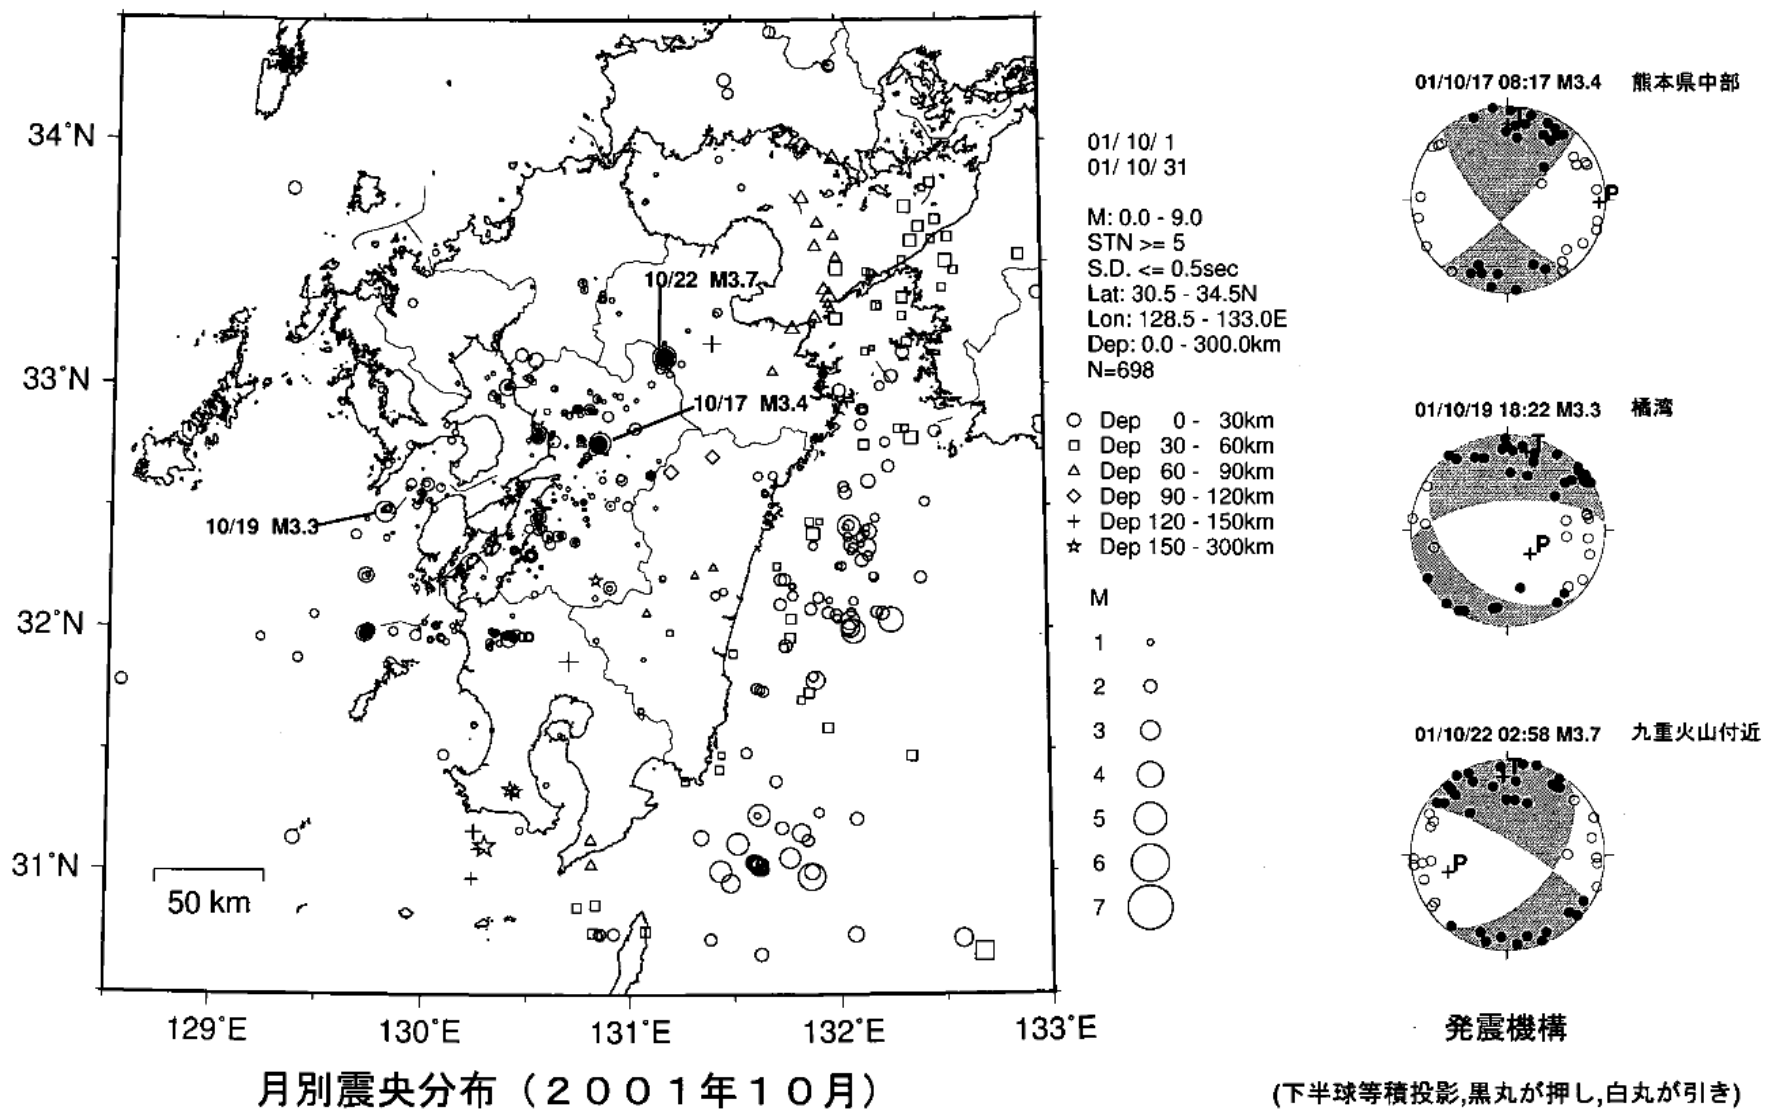 34°N
33°N
32°N
31°N
129°E
130°E
131°E
132°E
133°E
10/22 M3.7
10/17 M3.4
10/19 M3.3
50 km
月別震央分布（２００１年１０月）
01/ 10/ 1
01/ 10/ 31
M: 0.0 - 9.0
STN >= 5
S.D. <= 0.5sec
Lat: 30.5 - 34.5N
Lon: 128.5 - 133.0E
Dep: 0.0 - 300.0km
N=698
Dep 0 - 30km
Dep 30 - 60km
Dep 60 - 90km
Dep 90 - 120km
Dep 120 - 150km
Dep 150 - 300km
M
1
2
3
4
5
6
7
01/10/17 08:17 M3.4 熊本県中部
T
P
01/10/19 18:22 M3.3 橘湾
T
P
01/10/22 02:58 M3.7 九重火山付近
T
P
発震機構
(下半球等積投影,黒丸が押し,白丸が引き)